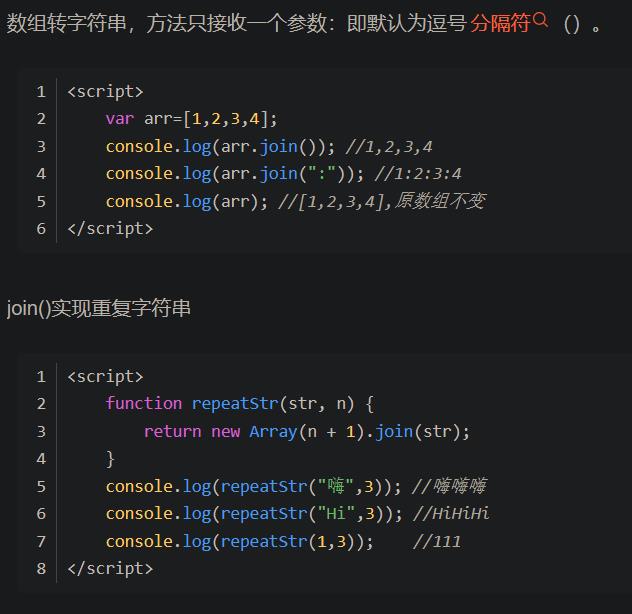 数组转字符串，方法只接收一个参数：即默认为逗号 分隔符 （）。
1 <script>
2     var arr=[1,2,3,4];
3     console.log(arr.join()); //1,2,3,4
4     console.log(arr.join(":")); //1:2:3:4
5     console.log(arr); //[1,2,3,4],原数组不变
6 </script>
join()实现重复字符串
1 <script>
2     function repeatStr(str, n) {
3         return new Array(n + 1).join(str);
4     }
5     console.log(repeatStr("嗨",3)); //嗨嗨嗨
6     console.log(repeatStr("Hi",3)); //HiHiHi
7     console.log(repeatStr(1,3));    //111
8 </script>